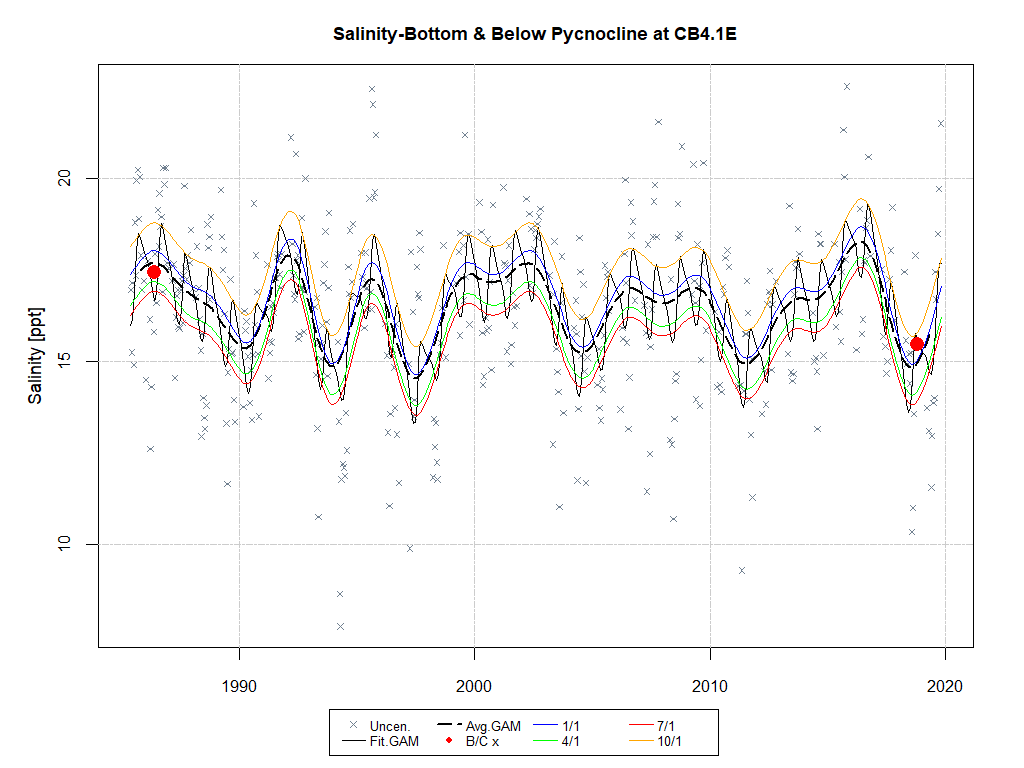 Salinity-Bottom & Below Pycnocline at CB4.1E
Salinity [ppt]
20
15
10
1990 2000 2010 2020
Uncen. Avg.GAM 1/1 7/1
Fit.GAM B/C x 4/1 10/1